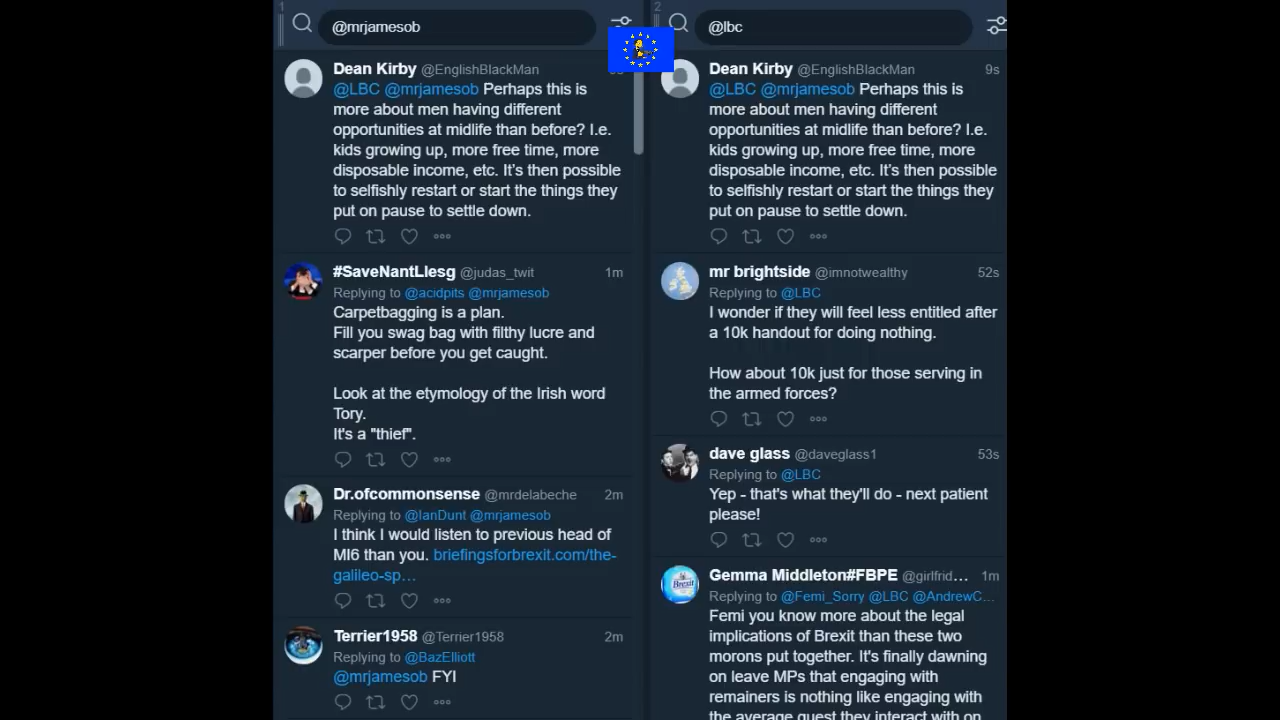 1
@mrjamesob
Dean Kirby @EnglishBlackMan
@LBC @mrjamesob Perhaps this is
more about men having different
opportunities at midlife than before? I.e.
kids growing up, more free time, more
disposable income, etc. It's then possible
to selfishly restart or start the things they
put on pause to settle down.
#SaveNantLlesg @judas_twit 1m
Replying to @acidpits @mrjamesob
Carpetbagging is a plan.
Fill you swag bag with filthy lucre and
scarper before you get caught.
Look at the etymology of the Irish word
Tory.
It's a "thief".
Dr.ofcommonsense @mrdelabeche 2m
Replying to @IanDunt @mrjamesob
I think I would listen to previous head of
MI6 than you. briefingsforbrexit.com/the-
galileo-sp…
Terrier1958 @Terrier1958 2m
Replying to @BazElliott
@mrjamesob FYI
2
@lbc
Dean Kirby @EnglishBlackMan 9s
@LBC @mrjamesob Perhaps this is
more about men having different
opportunities at midlife than before? I.e.
kids growing up, more free time, more
disposable income, etc. It's then possible
to selfishly restart or start the things they
put on pause to settle down.
mr brightside @imnotwealthy 52s
Replying to @LBC
I wonder if they will feel less entitled after
a 10k handout for doing nothing.
How about 10k just for those serving in
the armed forces?
dave glass @daveglass1 53s
Replying to @LBC
Yep - that's what they'll do - next patient
please!
Gemma Middleton#FBPE @girlfrid… 1m
Replying to @Femi_Sorry @LBC @AndrewC…
Femi you know more about the legal
implications of Brexit than these two
morons put together. It's finally dawning
on leave MPs that engaging with
remainers is nothing like engaging with
the average guest they interact with on